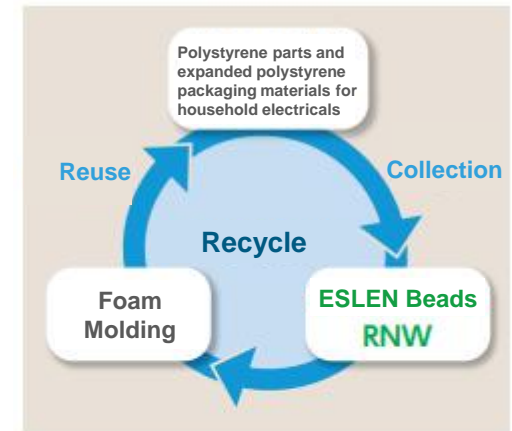 Polystyrene parts and
expanded polystyrene
packaging materials for
household electricals
Reuse
Collection
Recycle
Foam
Molding
ESLEN Beads
RNW